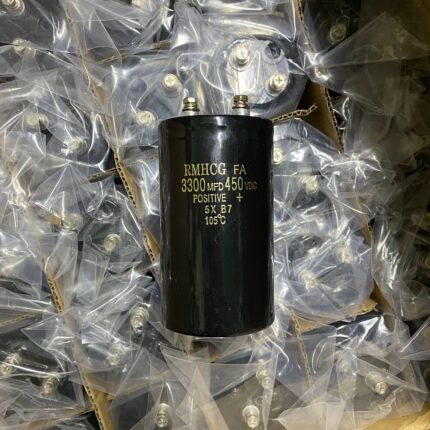 RMHCG FA
3300MFD450VDC
POSITIVE +
5X B7
105°C